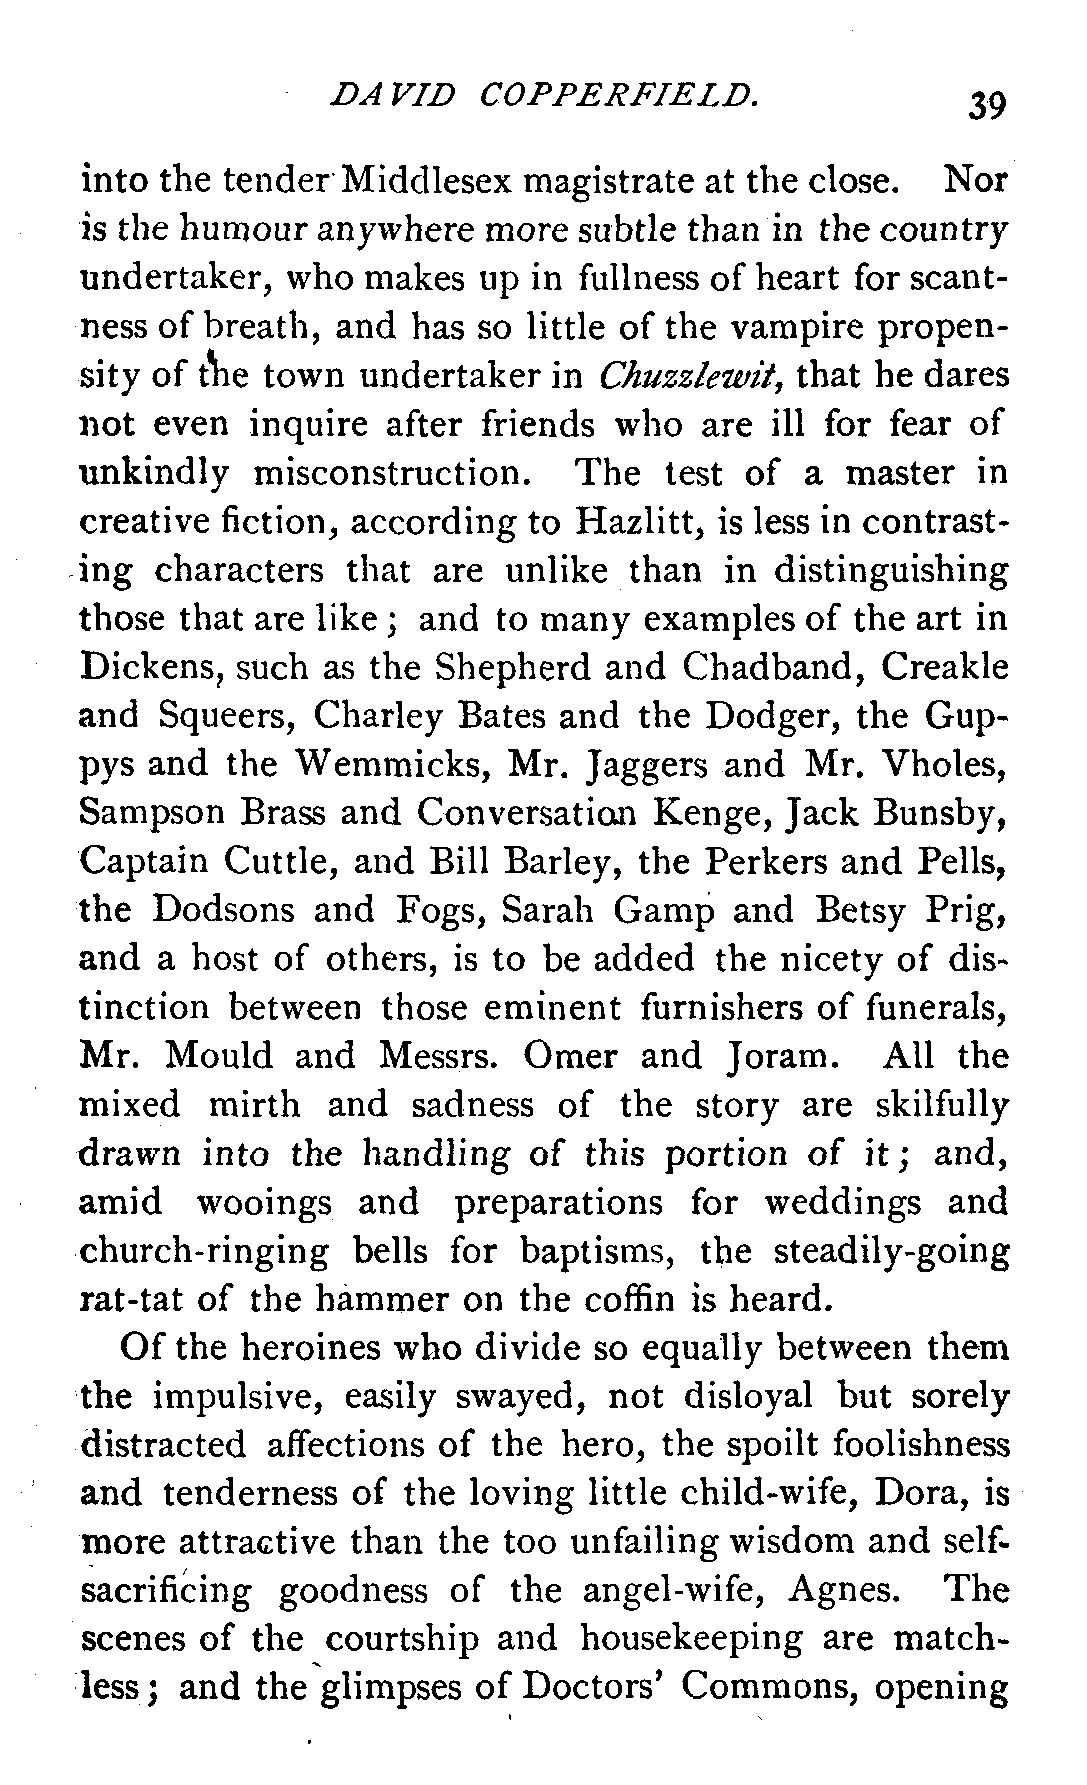 DAVID COPPERFIELD. 39
into the tender Middlesex magistrate at the close. Nor
is the humour anywhere more subtle than in the country
undertaker, who makes up in fullness of heart for scant-
ness of breath, and has so little of the vampire propen-
sity of the town undertaker in Chuzzlewit, that he dares
not even inquire after friends who are ill for fear of
unkindly misconstruction. The test of a master in
creative fiction, according to Hazlitt, is less in contrast-
ing characters that are unlike than in distinguishing
those that are like; and to many examples of the art in
Dickens, such as the Shepherd and Chadband, Creakle
and Squeers, Charley Bates and the Dodger, the Gup-
pys and the Wemmicks, Mr. Jaggers and Mr. Vholes,
Sampson Brass and Conversation Kenge, Jack Bunsby,
Captain Cuttle, and Bill Barley, the Perkers and Pells,
the Dodsons and Fogs, Sarah Gamp and Betsy Prig,
and a host of others, is to be added the nicety of dis-
tinction between those eminent furnishers of funerals,
Mr. Mould and Messrs. Omer and Joram. All the
mixed mirth and sadness of the story are skilfully
drawn into the handling of this portion of it; and,
amid wooings and preparations for weddings and
church-ringing bells for baptisms, the steadily-going
rat-tat of the hammer on the coffin is heard.
Of the heroines who divide so equally between them
the impulsive, easily swayed, not disloyal but sorely
distracted affections of the hero, the spoilt foolishness
and tenderness of the loving little child-wife, Dora, is
more attractive than the too unfailing wisdom and self-
sacrificing goodness of the angel-wife, Agnes. The
scenes of the courtship and housekeeping are match-
less; and the glimpses of Doctors' Commons, opening